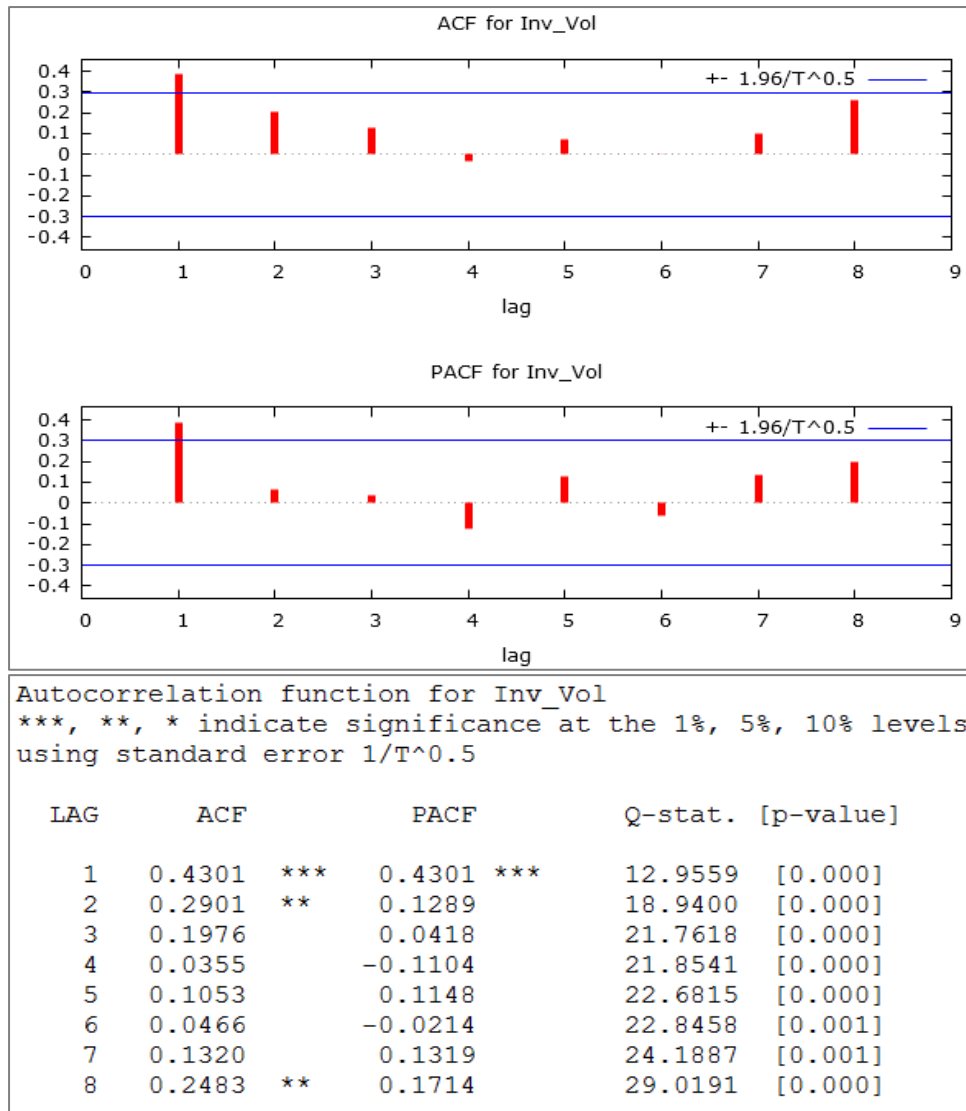 ACF for Inv_Vol
+- 1.96/T^0.5
0.4
0.3
0.2
0.1
0
-0.1
-0.2
-0.3
-0.4
0 1 2 3 4 5 6 7 8 9
lag
PACF for Inv_Vol
+- 1.96/T^0.5
0.4
0.3
0.2
0.1
0
-0.1
-0.2
-0.3
-0.4
0 1 2 3 4 5 6 7 8 9
lag
Autocorrelation function for Inv_Vol
***, **, * indicate significance at the 1%, 5%, 10% levels
using standard error 1/T^0.5
LAG ACF PACF Q-stat. [p-value]
1 0.4301 *** 0.4301 *** 12.9559 [0.000]
2 0.2901 ** 0.1289 18.9400 [0.000]
3 0.1976 0.0418 21.7618 [0.000]
4 0.0355 -0.1104 21.8541 [0.000]
5 0.1053 0.1148 22.6815 [0.000]
6 0.0466 -0.0214 22.8458 [0.001]
7 0.1320 0.1319 24.1887 [0.001]
8 0.2483 ** 0.1714 29.0191 [0.000]